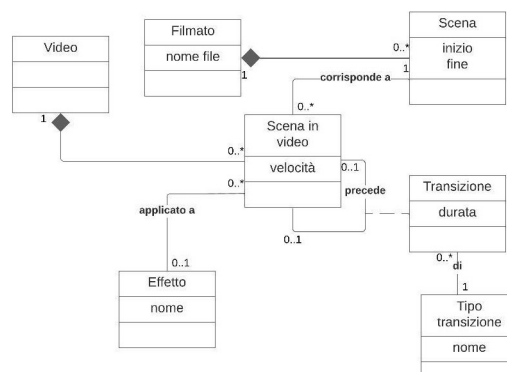 Video
Filmato
nome file
Scena
inizio
fine
1
0..*
1
corrisponde a
0..*
1
Scena in
video
velocità
0..*
0..*
0..1
precede
0..1
applicato a
0..1
Effetto
nome
Transizione
durata
0..*
di
1
Tipo
transizione
nome